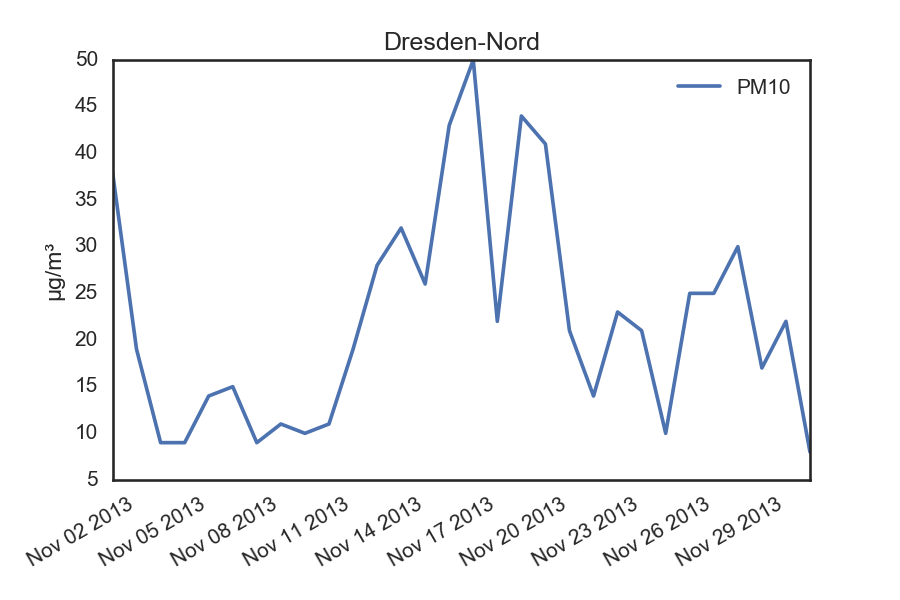 Dresden-Nord
PM10
µg/m³
50
45
40
35
30
25
20
15
10
5
Nov 02 2013
Nov 05 2013
Nov 08 2013
Nov 11 2013
Nov 14 2013
Nov 17 2013
Nov 20 2013
Nov 23 2013
Nov 26 2013
Nov 29 2013